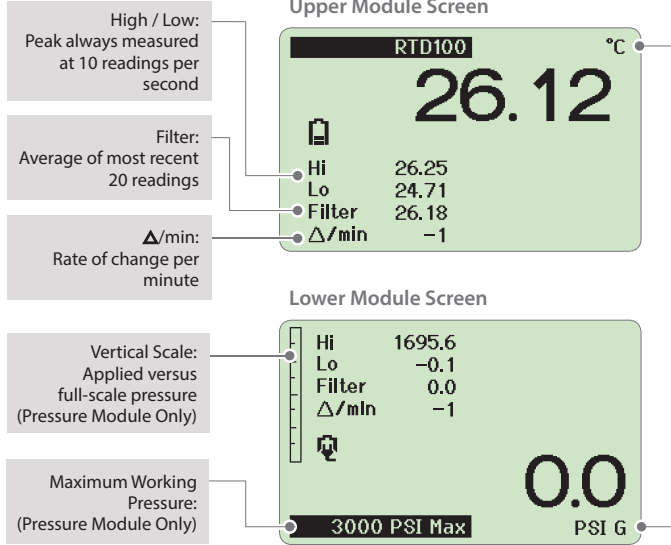 Upper Module Screen
High / Low:
Peak always measured
at 10 readings per
second
Filter:
Average of most recent
20 readings
Δ/min:
Rate of change per
minute
RTD100
°C
26.12
Hi 26.25
Lo 24.71
Filter 26.18
Δ/min -1
Lower Module Screen
Vertical Scale:
Applied versus
full-scale pressure
(Pressure Module Only)
Maximum Working
Pressure:
(Pressure Module Only)
Hi 1695.6
Lo -0.1
Filter 0.0
Δ/min -1
0.0
3000 PSI Max
PSI G